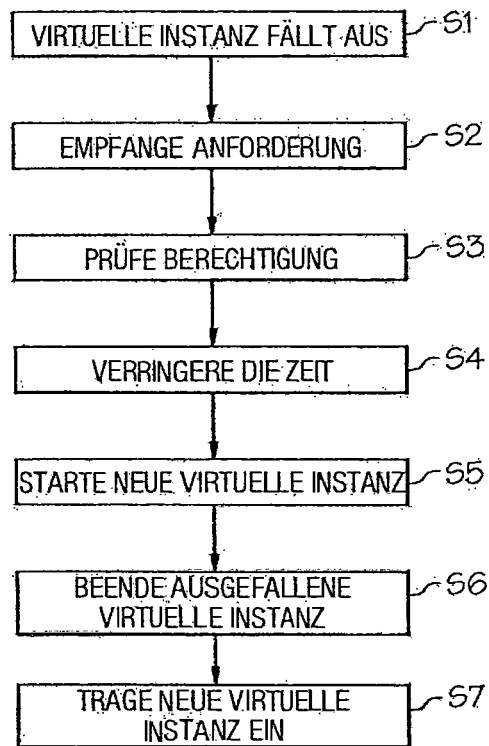 VIRTUELLE INSTANZ FÄLLT AUS
S1
EMPFANGE ANFORDERUNG
S2
PRÜFE BERECHTIGUNG
S3
VERRINGERE DIE ZEIT
S4
STARTE NEUE VIRTUELLE INSTANZ
S5
BEENDE AUSGEFALLENE
VIRTUELLE INSTANZ
S6
TRAGE NEUE VIRTUELLE
INSTANZ EIN
S7